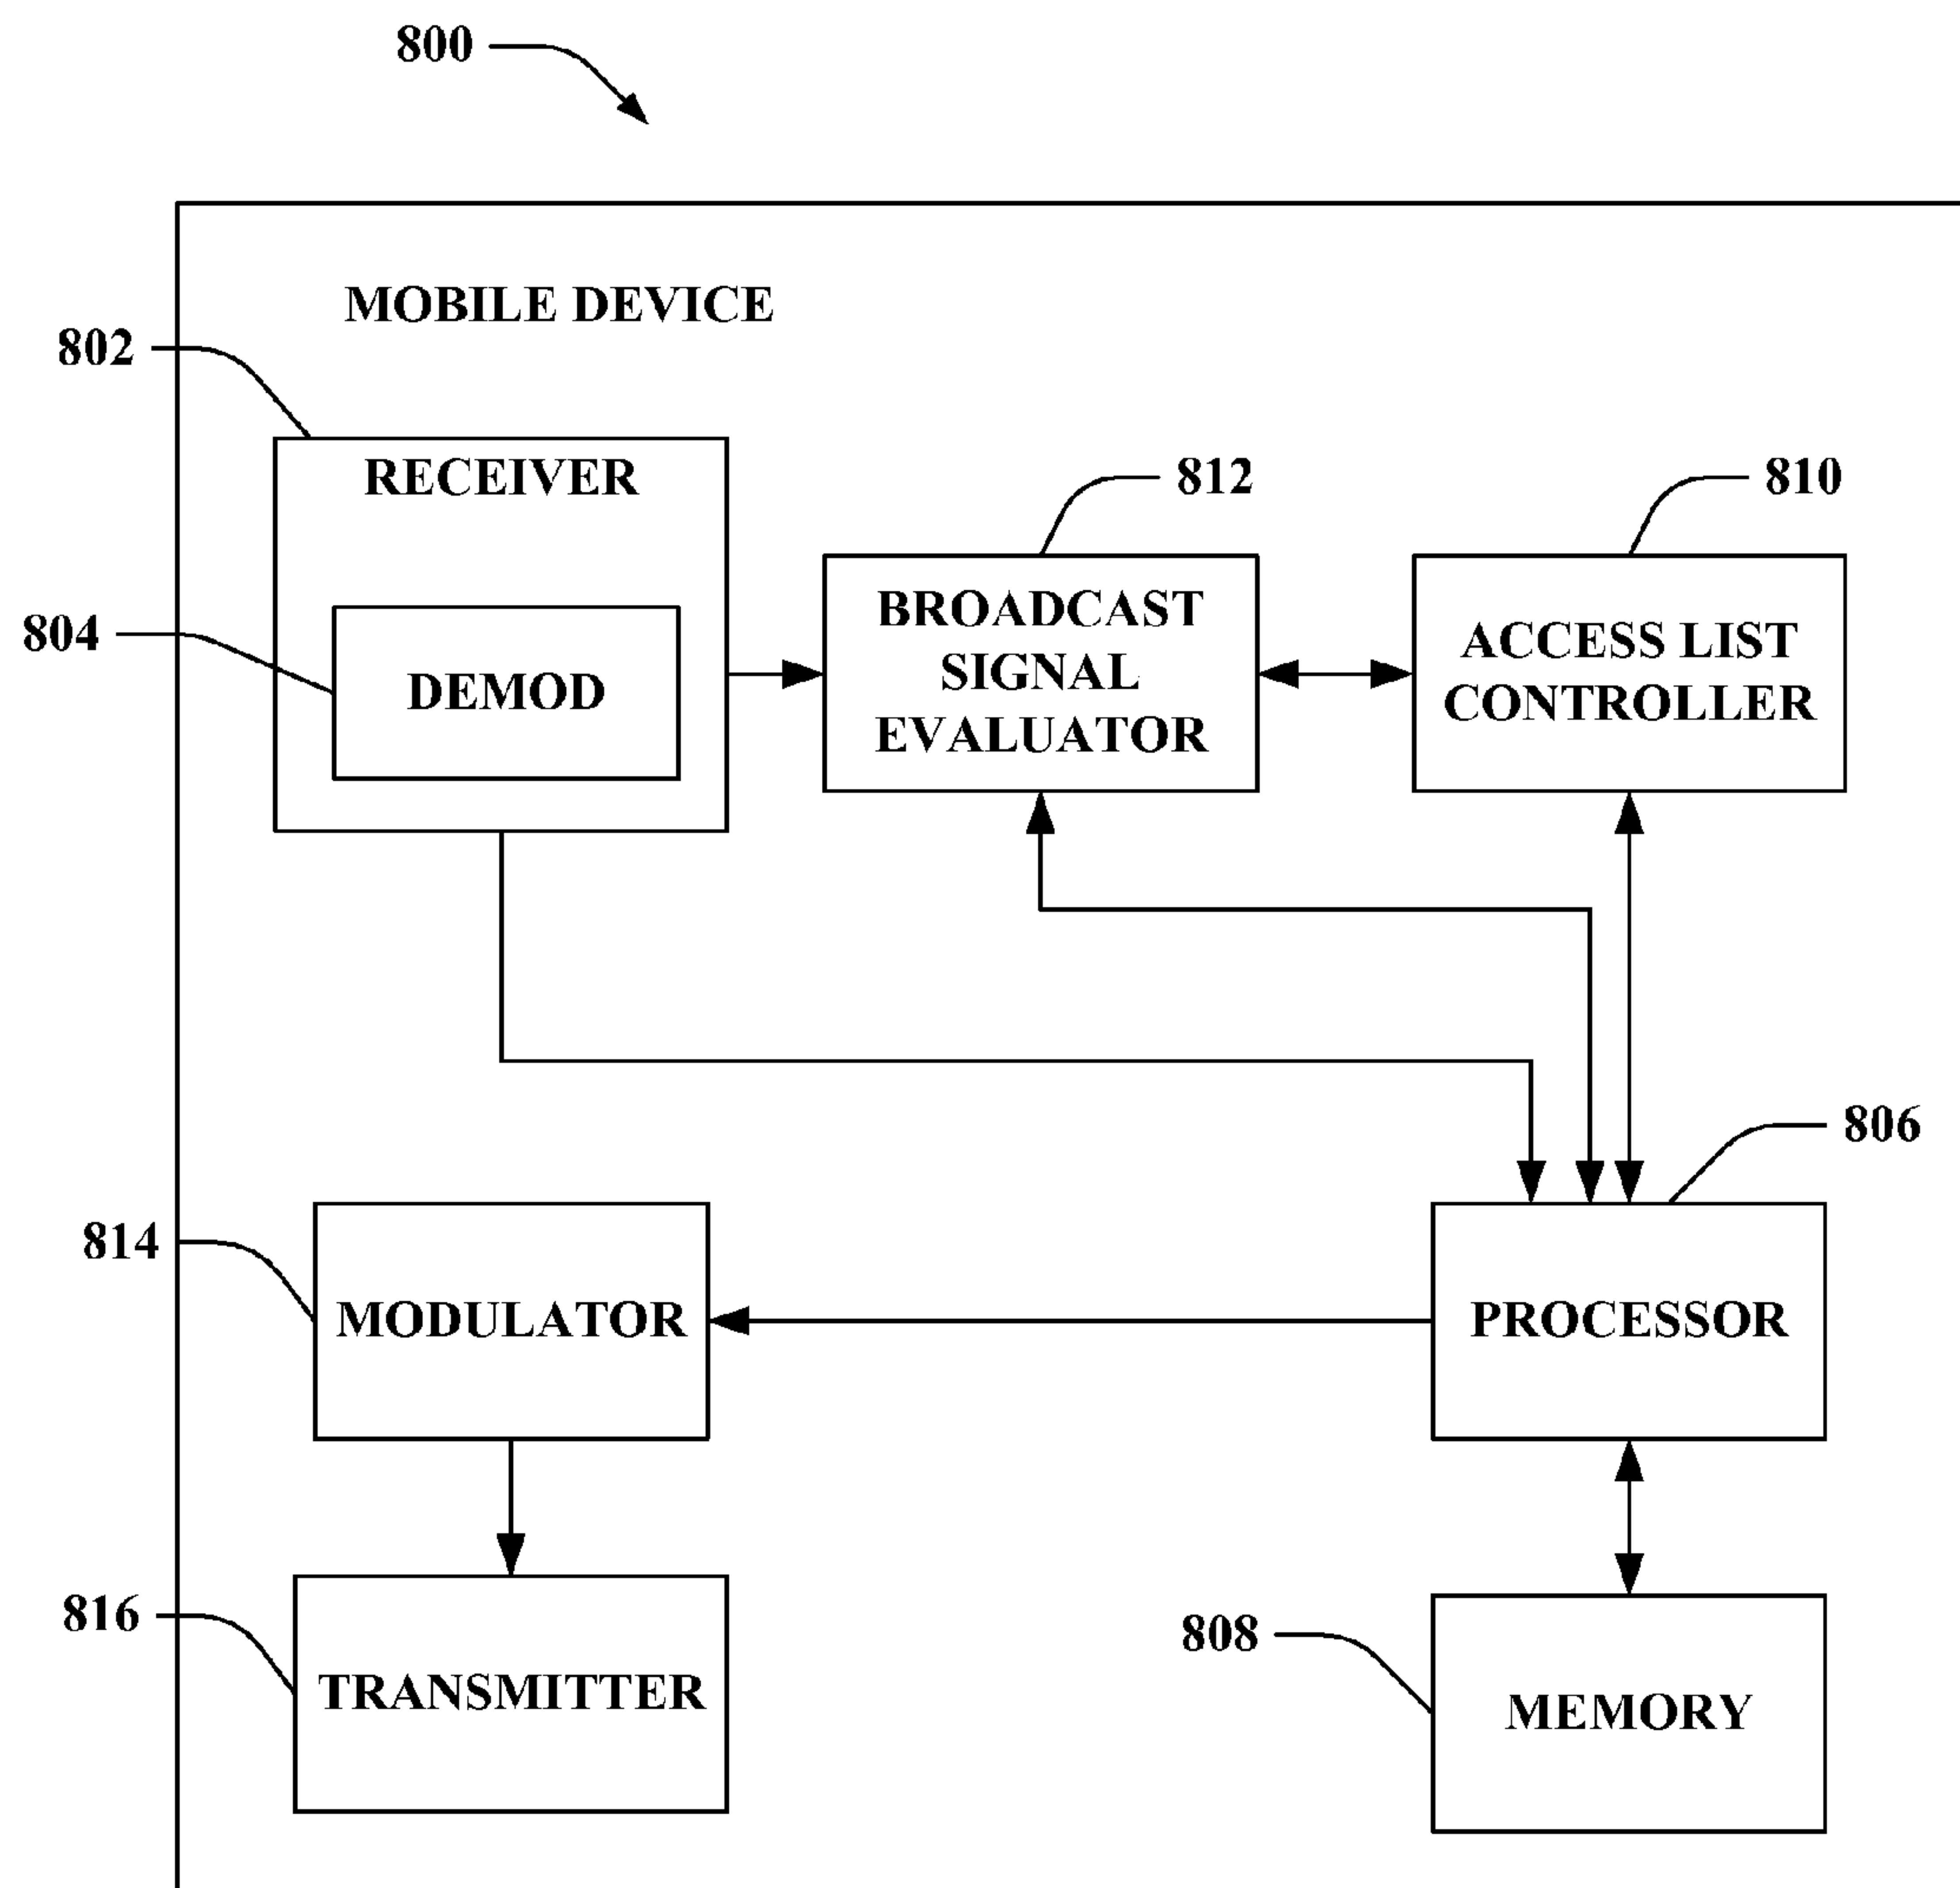 800
MOBILE DEVICE
802
RECEIVER
812
810
BROADCAST
SIGNAL
EVALUATOR
ACCESS LIST
CONTROLLER
804
DEMOD
806
814
MODULATOR
PROCESSOR
816
TRANSMITTER
808
MEMORY